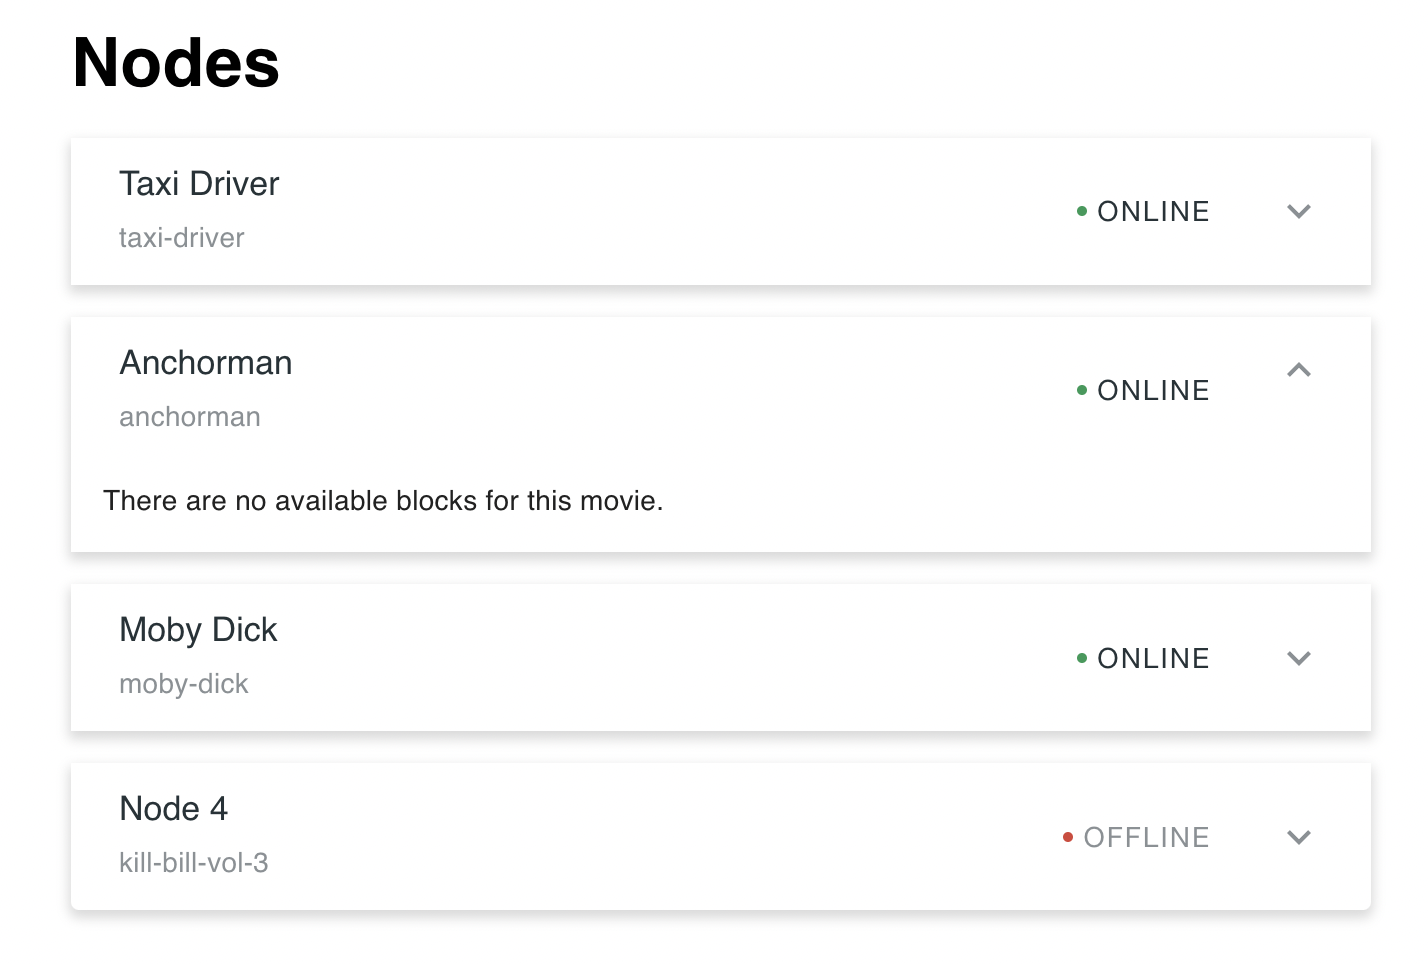 Nodes
Taxi Driver
taxi-driver
ONLINE
Anchorman
anchorman
ONLINE
There are no available blocks for this movie.
Moby Dick
moby-dick
ONLINE
Node 4
kill-bill-vol-3
OFFLINE